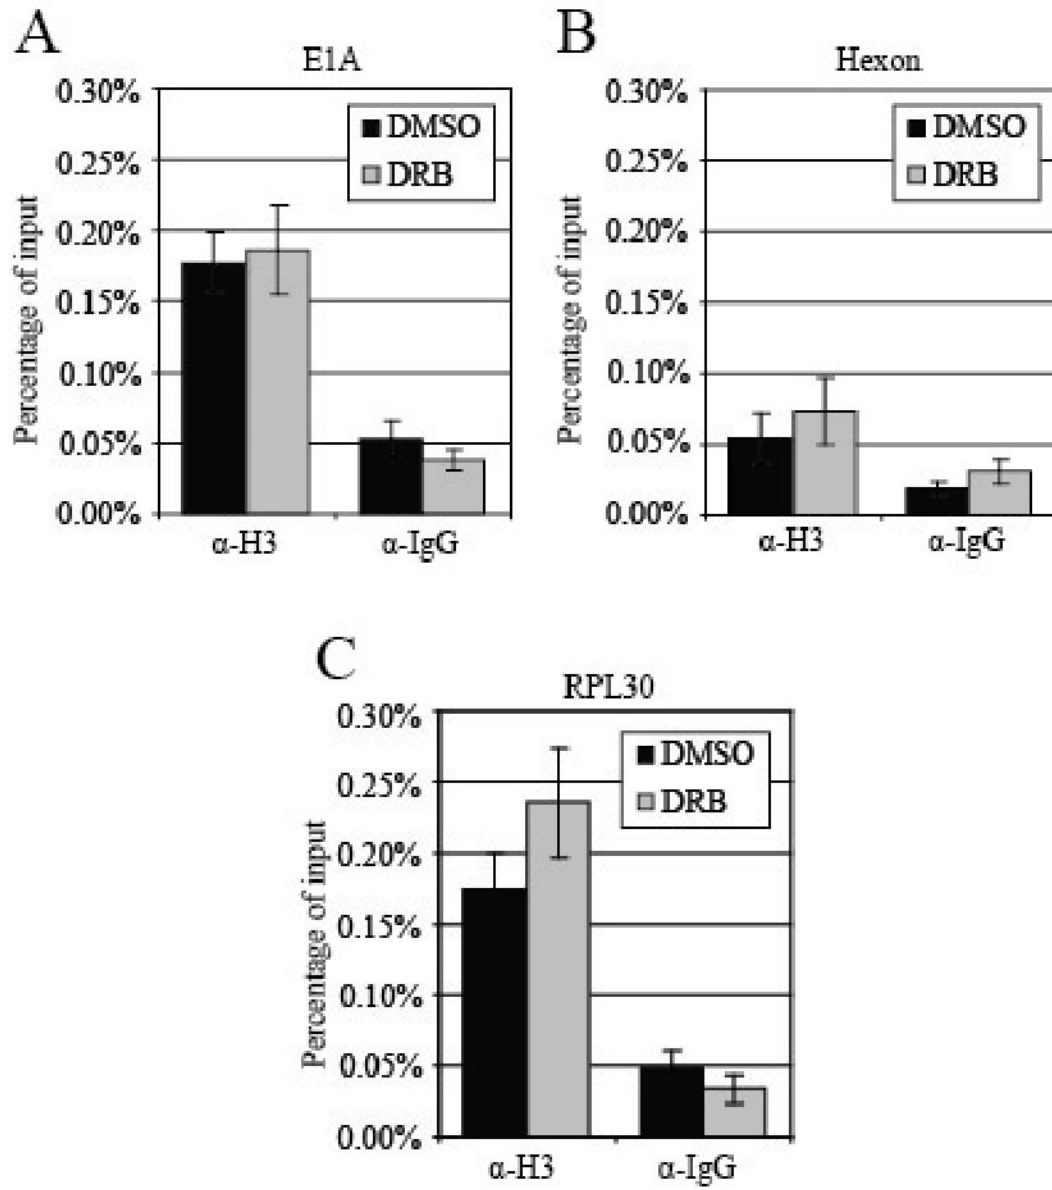 A
E1A
Percentage of input
0.30%
0.25%
0.20%
0.15%
0.10%
0.05%
0.00%
DMSO
DRB
α-H3
α-IgG
B
Hexon
Percentage of input
0.30%
0.25%
0.20%
0.15%
0.10%
0.05%
0.00%
DMSO
DRB
α-H3
α-IgG
C
RPL30
Percentage of input
0.30%
0.25%
0.20%
0.15%
0.10%
0.05%
0.00%
DMSO
DRB
α-H3
α-IgG